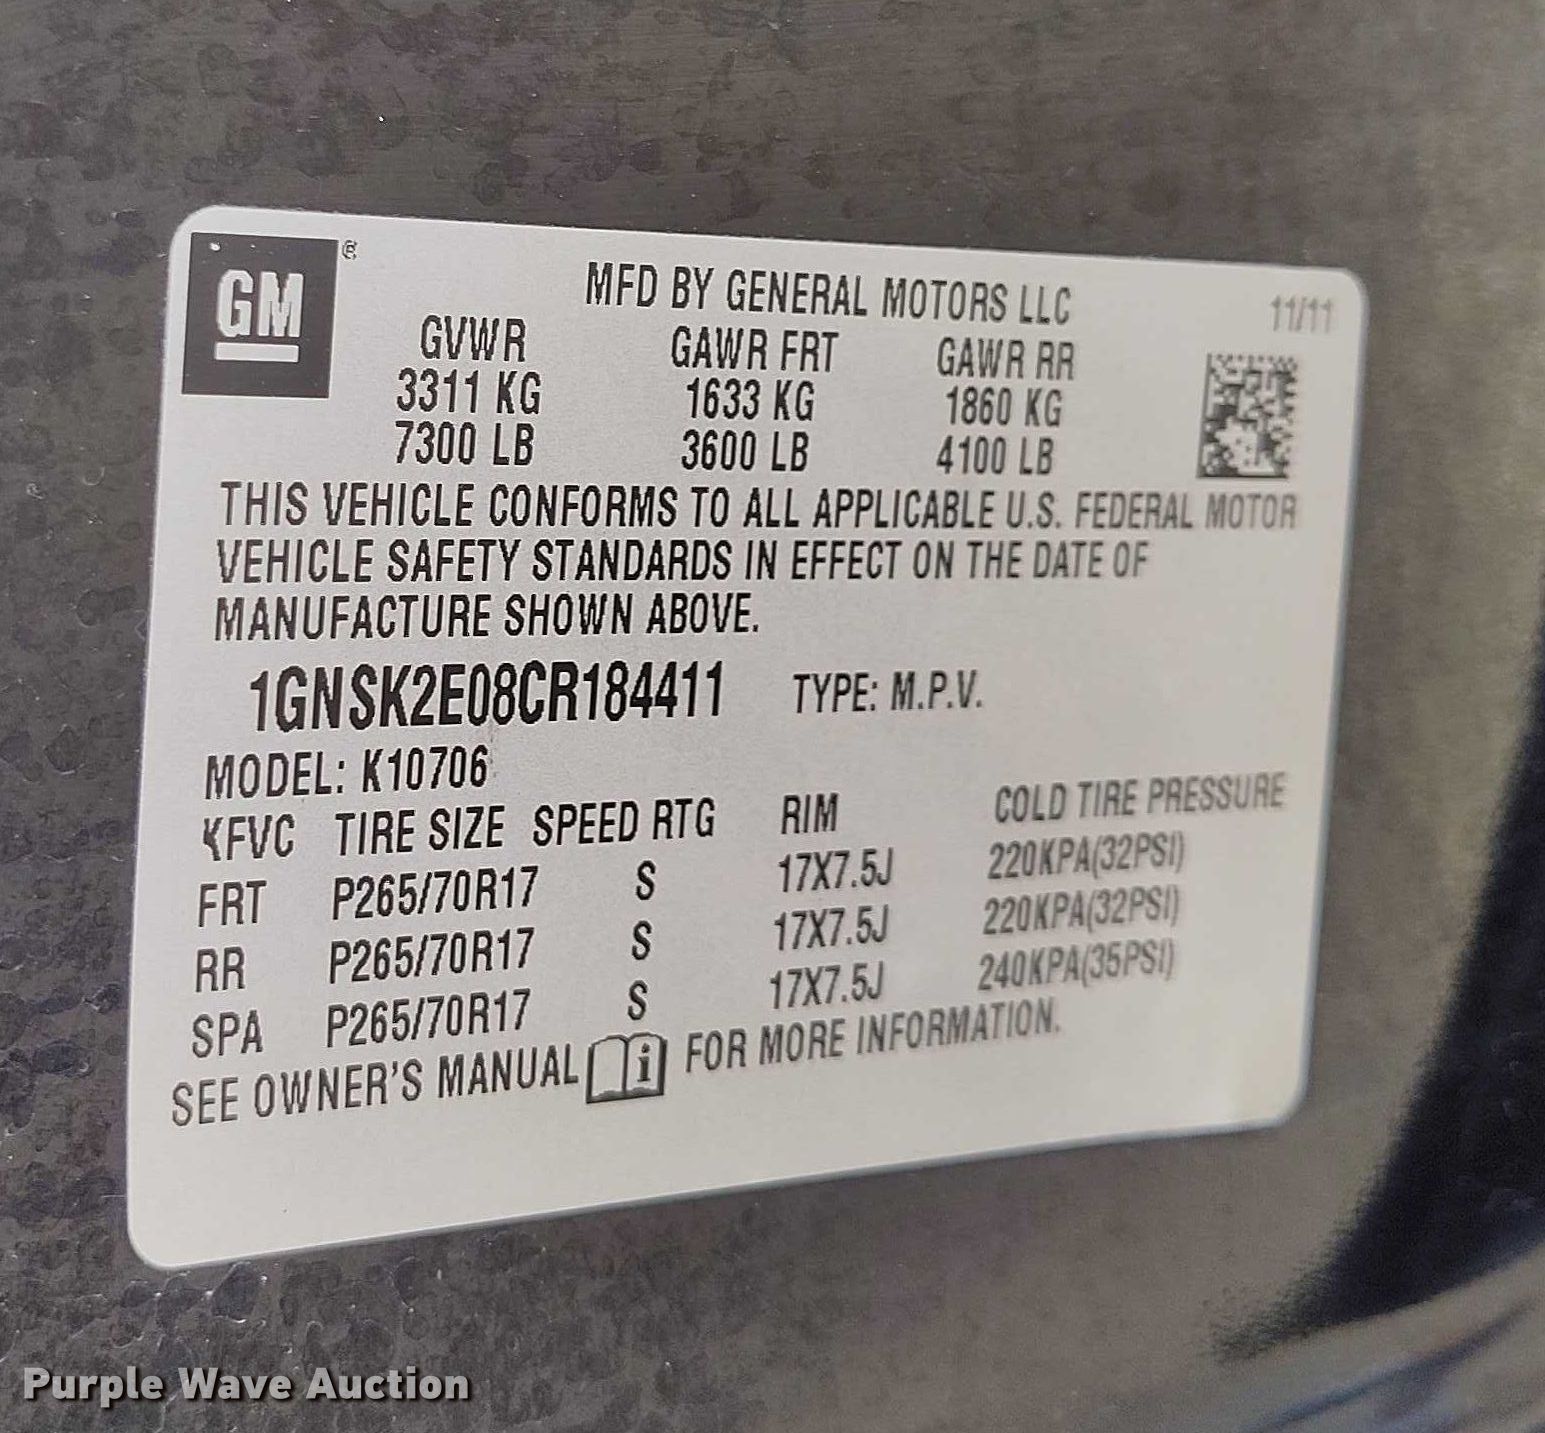 GM ®
MFD BY GENERAL MOTORS LLC 11/11
GVWR GAWR FRT GAWR RR
3311 KG 1633 KG 1860 KG
7300 LB 3600 LB 4100 LB
THIS VEHICLE CONFORMS TO ALL APPLICABLE U.S. FEDERAL MOTOR
VEHICLE SAFETY STANDARDS IN EFFECT ON THE DATE OF
MANUFACTURE SHOWN ABOVE.
1GNSK2E08CR184411 TYPE: M.P.V.
MODEL: K10706
KFVC TIRE SIZE SPEED RTG RIM COLD TIRE PRESSURE
FRT P265/70R17 S 17X7.5J 220KPA(32PSI)
RR P265/70R17 S 17X7.5J 220KPA(32PSI)
SPA P265/70R17 S 17X7.5J 240KPA(35PSI)
SEE OWNER'S MANUAL i FOR MORE INFORMATION.
Purple Wave Auction